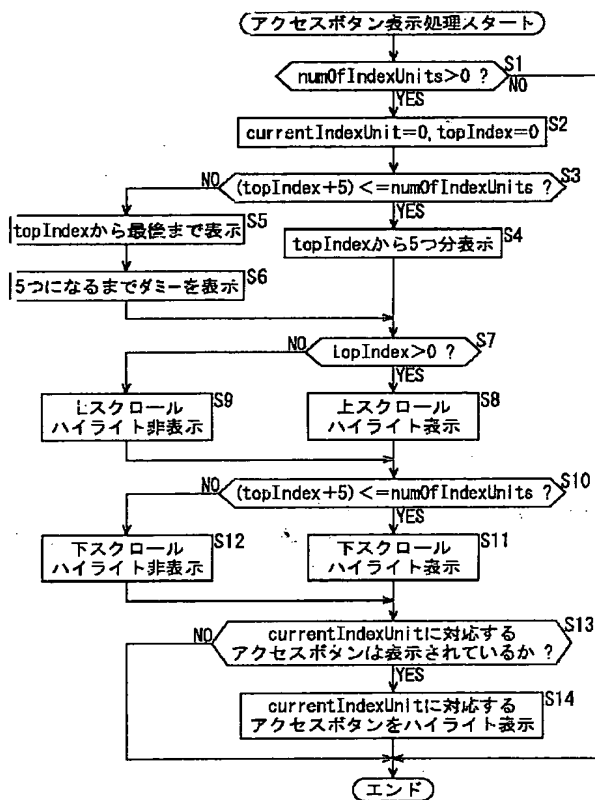 アクセスボタン表示処理スタート
S1
numOfIndexUnits>0 ?
NO
YES
S2
currentIndexUnit=0, topIndex=0
S3
NO
(topIndex+5)<=numOfIndexUnits ?
YES
S5
topIndexから最後まで表示
S4
topIndexから5つ分表示
S6
5つになるまでダミーを表示
S7
NO
topIndex>0 ?
YES
S9
上スクロール
ハイライト非表示
S8
上スクロール
ハイライト表示
S10
NO
(topIndex+5)<=numOfIndexUnits ?
YES
S12
下スクロール
ハイライト非表示
S11
下スクロール
ハイライト表示
S13
NO
currentIndexUnitに対応する
アクセスボタンは表示されているか ?
YES
S14
currentIndexUnitに対応する
アクセスボタンをハイライト表示
エンド